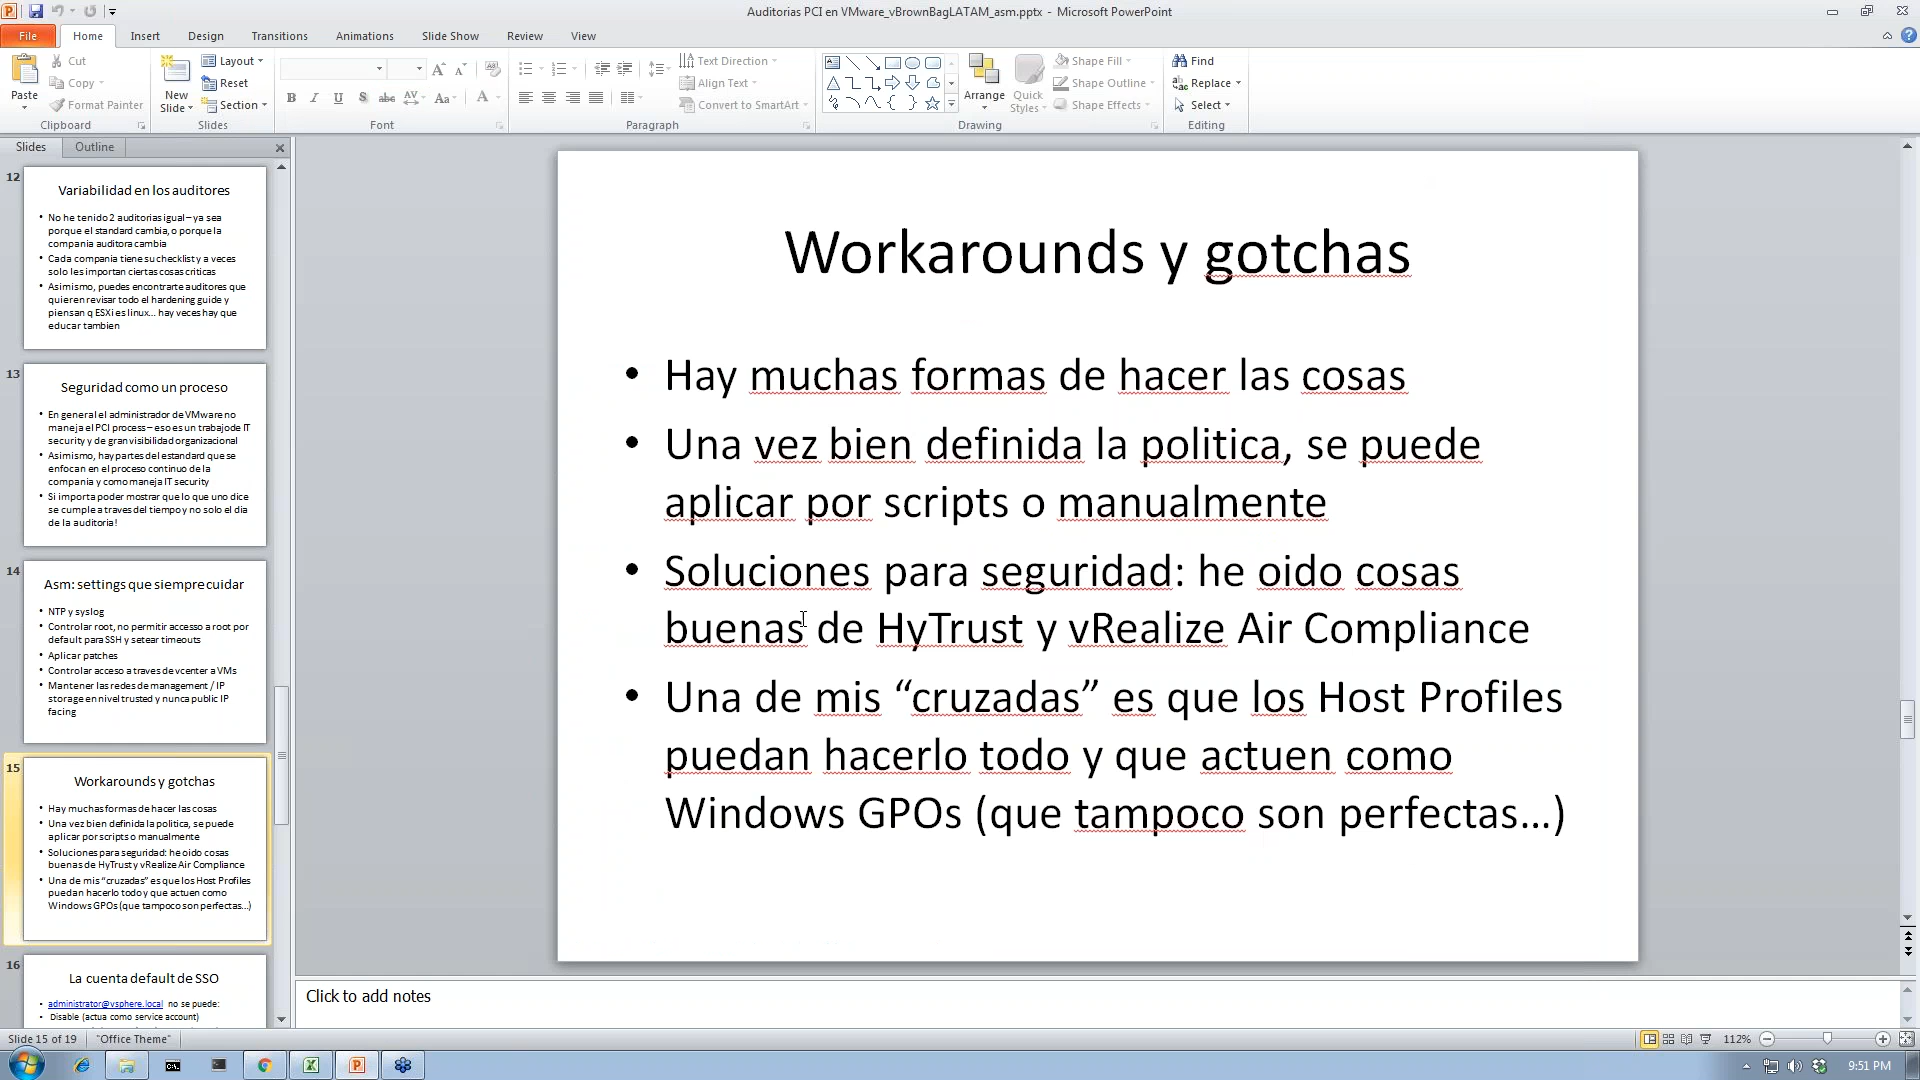 Auditorias PCI en VMware_vBrownBagLATAM_asm.pptx - Microsoft PowerPoint
File Home Insert Design Transitions Animations Slide Show Review View
Paste
Cut
Copy
Format Painter
Clipboard
New Slide
Layout
Reset
Section
Slides
Font
Text Direction
Align Text
Convert to SmartArt
Paragraph
Arrange
Quick Styles
Shape Fill
Shape Outline
Shape Effects
Drawing
Find
Replace
Select
Editing
Slides Outline
12
Variabilidad en los auditores
• No he tenido 2 auditorias igual – ya sea
porque el standard cambia, o porque la
compania auditora cambia
• Cada compania tiene su checklist y a veces
solo les importan ciertas cosas criticas
• Asimismo, puedes encontrarte auditores que
quieren revisar todo el hardening guide y
piensan q ESXi es linux... hay veces hay que
educar tambien
13
Seguridad como un proceso
• En general el administrador de VMware no
maneja el PCI process – eso es un trabajo de IT
security y de gran visibilidad organizacional
• Asimismo, hay partes del estandard que se
enfocan en el proceso continuo de la
compania y como maneja IT security
• Si importa poder mostrar que lo que uno dice
se cumple a traves del tiempo y no solo el dia
de la auditoria!
14
Asm: settings que siempre cuidar
• NTP y syslog
• Controlar root, no permitir accesso a root por
default para SSH y setear timeouts
• Aplicar patches
• Controlar acceso a traves de vcenter a VMs
• Mantener las redes de management / IP
storage en nivel trusted y nunca public IP
facing
15
Workarounds y gotchas
• Hay muchas formas de hacer las cosas
• Una vez bien definida la politica, se puede
aplicar por scripts o manualmente
• Soluciones para seguridad: he oido cosas
buenas de HyTrust y vRealize Air Compliance
• Una de mis “cruzadas” es que los Host Profiles
puedan hacerlo todo y que actuen como
Windows GPOs (que tampoco son perfectas...)
16
La cuenta default de SSO
• administrator@vsphere.local no se puede:
• Disable (actua como service account)
Workarounds y gotchas
• Hay muchas formas de hacer las cosas
• Una vez bien definida la politica, se puede
aplicar por scripts o manualmente
• Soluciones para seguridad: he oido cosas
buenas de HyTrust y vRealize Air Compliance
• Una de mis “cruzadas” es que los Host Profiles
puedan hacerlo todo y que actuen como
Windows GPOs (que tampoco son perfectas...)
Click to add notes
Slide 15 of 19 "Office Theme" 112%
9:51 PM